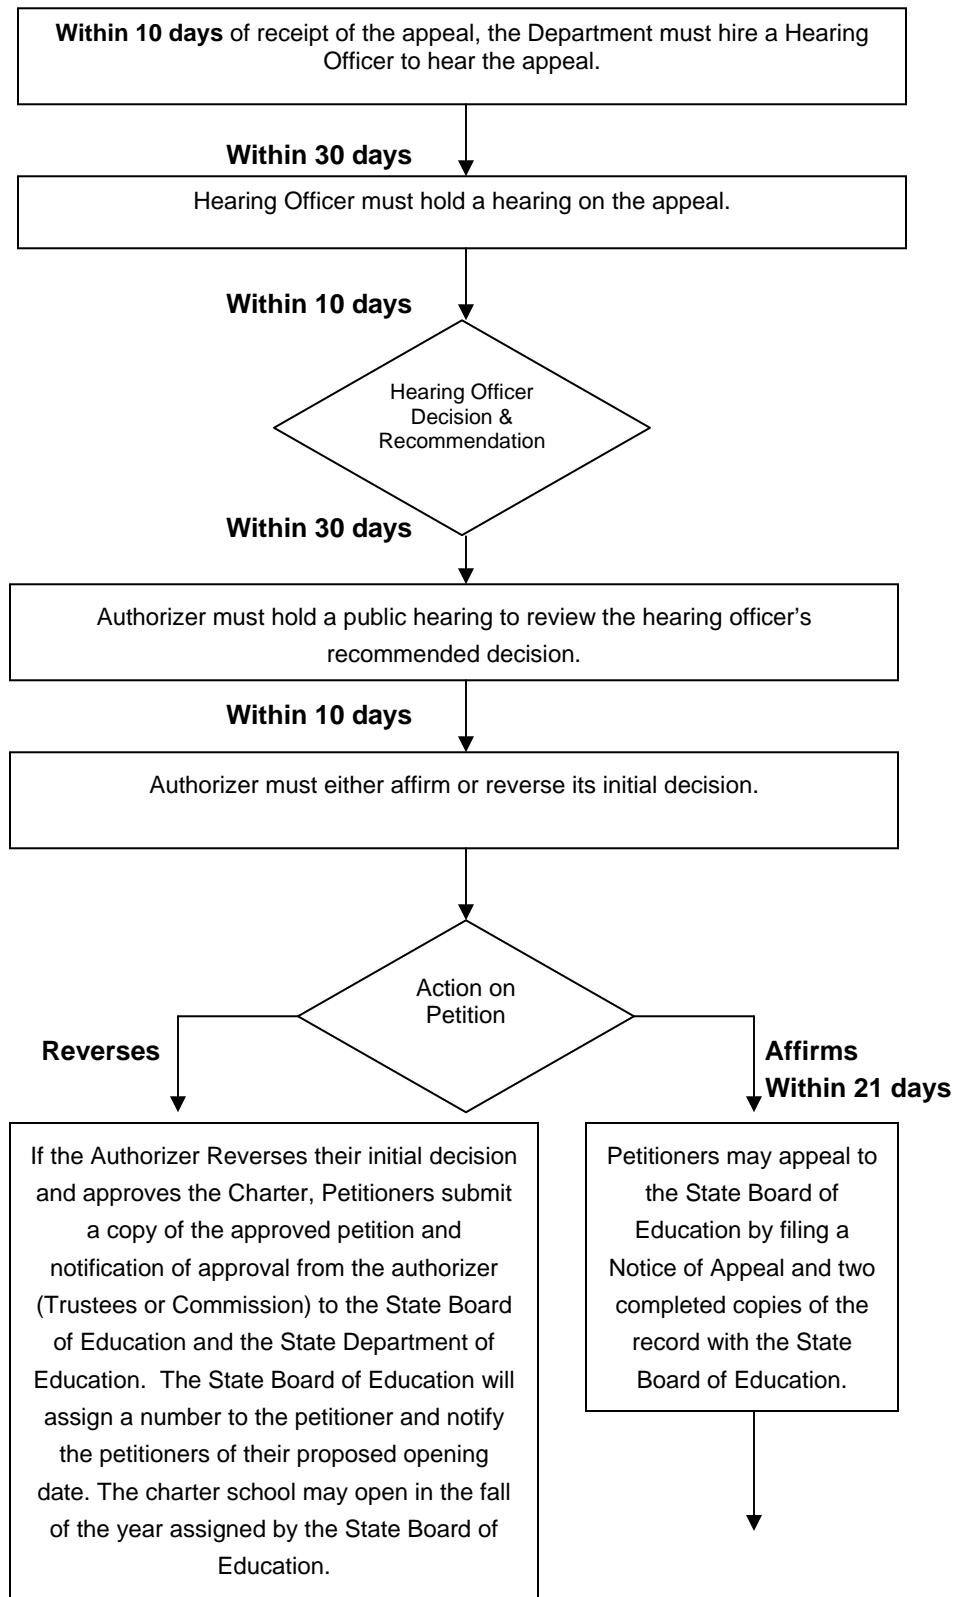 Within 10 days of receipt of the appeal, the Department must hire a Hearing
Officer to hear the appeal.
Within 30 days
Hearing Officer must hold a hearing on the appeal.
Within 10 days
Hearing Officer
Decision &
Recommendation
Within 30 days
Authorizer must hold a public hearing to review the hearing officer’s
recommended decision.
Within 10 days
Authorizer must either affirm or reverse its initial decision.
Action on
Petition
Reverses
Affirms
Within 21 days
If the Authorizer Reverses their initial decision
and approves the Charter, Petitioners submit
a copy of the approved petition and
notification of approval from the authorizer
(Trustees or Commission) to the State Board
of Education and the State Department of
Education.  The State Board of Education will
assign a number to the petitioner and notify
the petitioners of their proposed opening
date. The charter school may open in the fall
of the year assigned by the State Board of
Education.
Petitioners may appeal to
the State Board of
Education by filing a
Notice of Appeal and two
completed copies of the
record with the State
Board of Education.